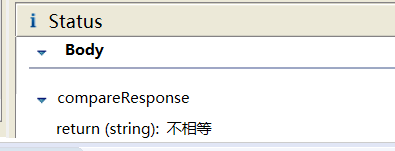 Status
Body
compareResponse
return (string): 不相等